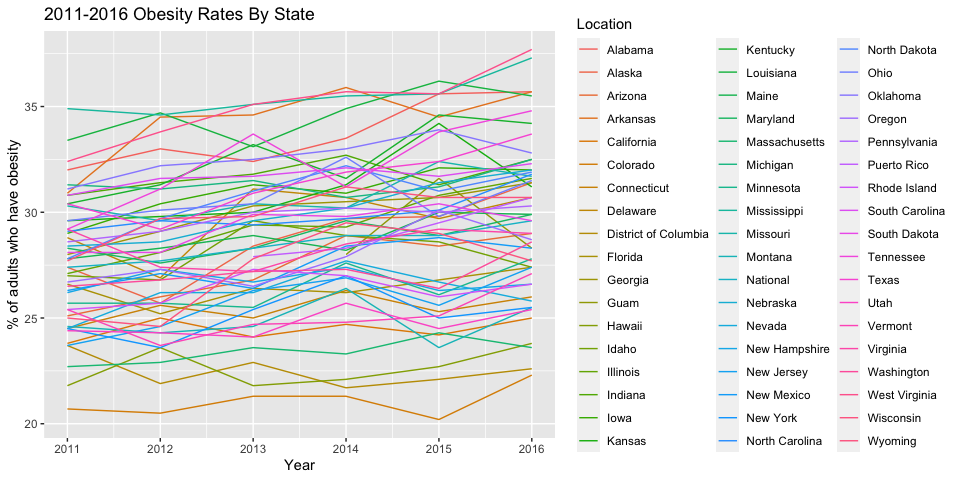 2011-2016 Obesity Rates By State
% of adults who have obesity
35
30
25
20
2011 2012 2013 2014 2015 2016
Year
Location
Alabama
Alaska
Arizona
Arkansas
California
Colorado
Connecticut
Delaware
District of Columbia
Florida
Georgia
Guam
Hawaii
Idaho
Illinois
Indiana
Iowa
Kansas
Kentucky
Louisiana
Maine
Maryland
Massachusetts
Michigan
Minnesota
Mississippi
Missouri
Montana
National
Nebraska
Nevada
New Hampshire
New Jersey
New Mexico
New York
North Carolina
North Dakota
Ohio
Oklahoma
Oregon
Pennsylvania
Puerto Rico
Rhode Island
South Carolina
South Dakota
Tennessee
Texas
Utah
Vermont
Virginia
Washington
West Virginia
Wisconsin
Wyoming